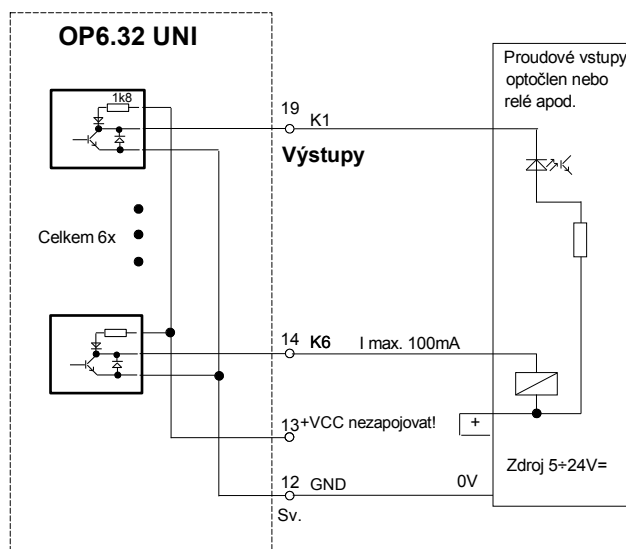 OP6.32 UNI
Proudové vstupy
optočlen nebo
relé apod.
1k8
19
K1
Výstupy
Celkem 6x
14
K6
I max. 100mA
13
+VCC nezapojovat!
+
Zdroj 5÷24V=
12
GND
0V
Sv.